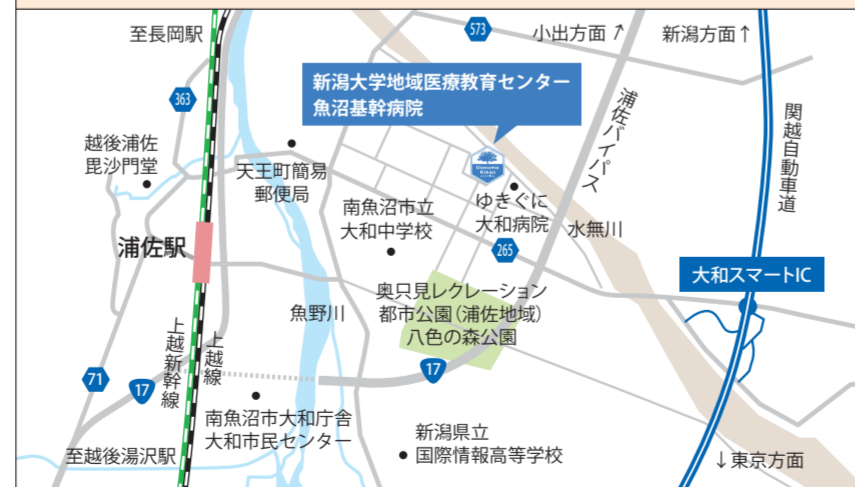 至長岡駅
573
小出方面↑
新潟方面↑
新潟大学地域医療教育センター
魚沼基幹病院
363
浦佐バイパス
関越自動車道
越後浦佐
毘沙門堂
天王町簡易
郵便局
ゆきぐに
大和病院
南魚沼市立
大和中学校
水無川
浦佐駅
265
大和スマートIC
奥只見レクレーション
都市公園（浦佐地域）
八色の森公園
魚野川
上越新幹線
上越線
71
17
17
南魚沼市大和庁舎
大和市民センター
新潟県立
国際情報高等学校
至越後湯沢駅
↓東京方面